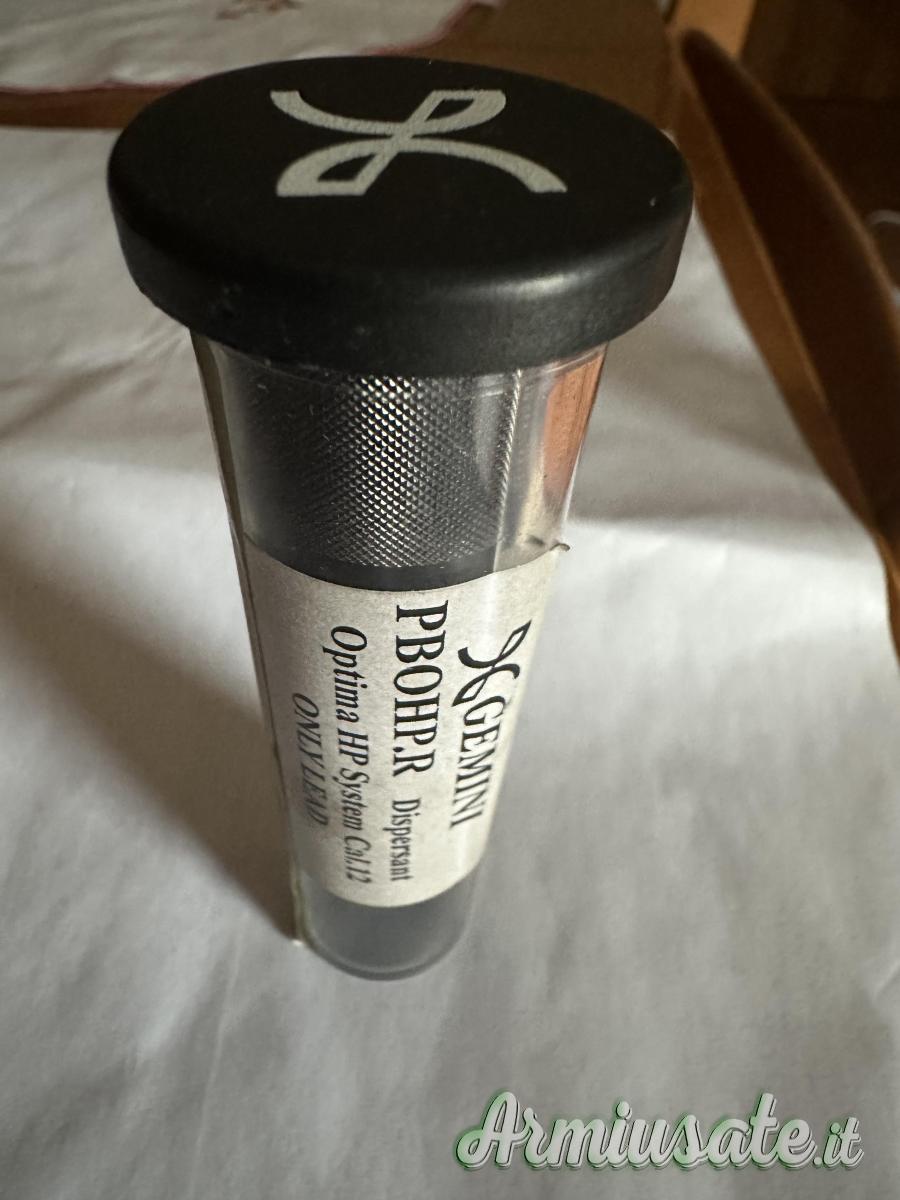 GEMINI
PBOHP.R Dispersant
Optima HP System Cal.12
ONLY LEAD
Armiusate.it